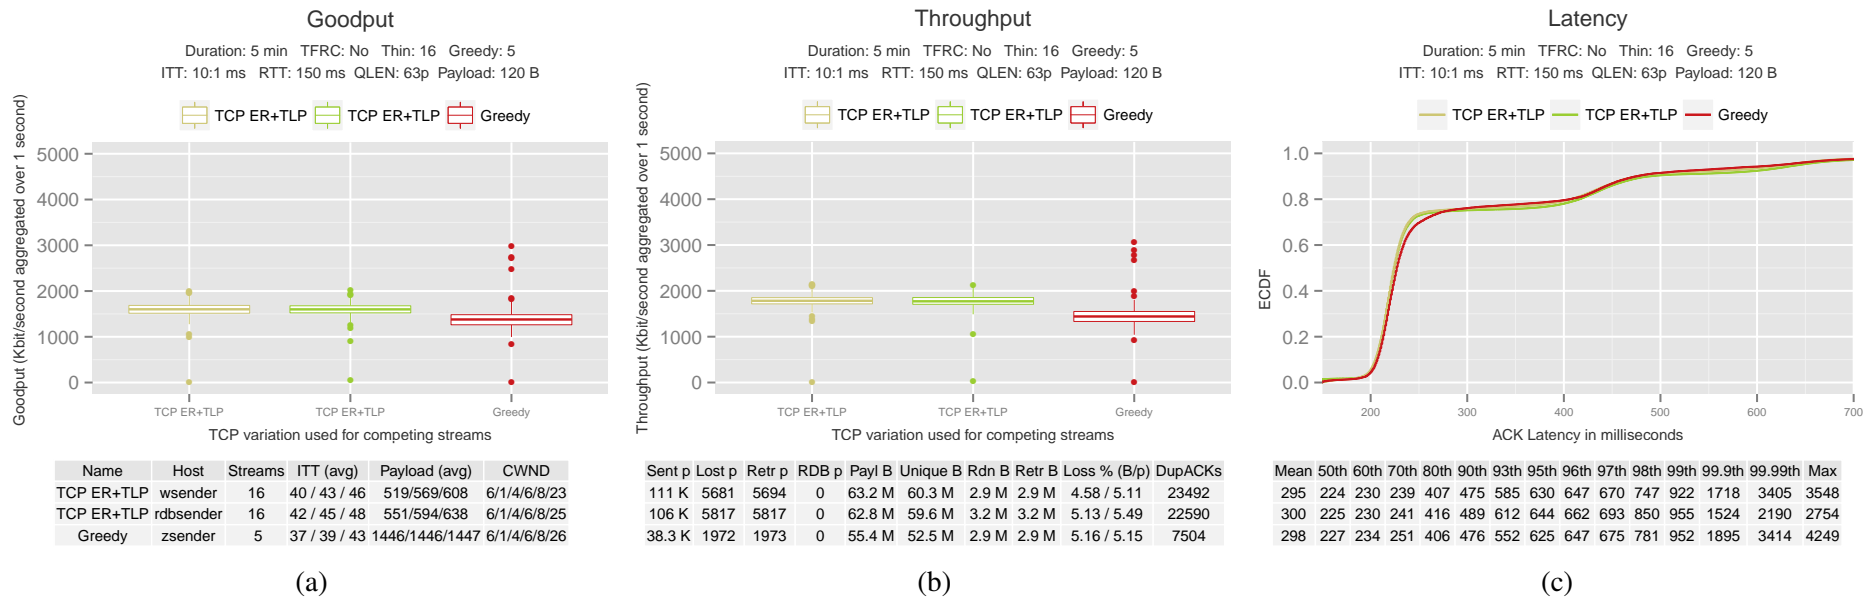 Goodput
Duration: 5 min TFRC: No Thin: 16 Greedy: 5
ITT: 10:1 ms RTT: 150 ms QLEN: 63p Payload: 120 B
TCP ER+TLP TCP ER+TLP Greedy
Goodput (Kbit/second aggregated over 1 second)
5000
4000
3000
2000
1000
0
TCP ER+TLP TCP ER+TLP Greedy
TCP variation used for competing streams
Name Host Streams ITT (avg) Payload (avg) CWND
TCP ER+TLP wsender 16 40 / 43 / 46 519/569/608 6/1/4/6/8/23
TCP ER+TLP rdbsender 16 42 / 45 / 48 551/594/638 6/1/4/6/8/25
Greedy zsender 5 37 / 39 / 43 1446/1446/1447 6/1/4/6/8/26
(a)
Throughput
Duration: 5 min TFRC: No Thin: 16 Greedy: 5
ITT: 10:1 ms RTT: 150 ms QLEN: 63p Payload: 120 B
TCP ER+TLP TCP ER+TLP Greedy
Throughput (Kbit/second aggregated over 1 second)
5000
4000
3000
2000
1000
0
TCP ER+TLP TCP ER+TLP Greedy
TCP variation used for competing streams
Sent p Lost p Retr p RDB p Payl B Unique B Rdn B Retr B Loss % (B/p) DupACKs
111 K 5681 5694 0 63.2 M 60.3 M 2.9 M 2.9 M 4.58 / 5.11 23492
106 K 5817 5817 0 62.8 M 59.6 M 3.2 M 3.2 M 5.13 / 5.49 22590
38.3 K 1972 1973 0 55.4 M 52.5 M 2.9 M 2.9 M 5.16 / 5.15 7504
(b)
Latency
Duration: 5 min TFRC: No Thin: 16 Greedy: 5
ITT: 10:1 ms RTT: 150 ms QLEN: 63p Payload: 120 B
TCP ER+TLP TCP ER+TLP Greedy
ECDF
1.0
0.8
0.6
0.4
0.2
0.0
200 300 400 500 600 700
ACK Latency in milliseconds
Mean 50th 60th 70th 80th 90th 93th 95th 96th 97th 98th 99th 99.9th 99.99th Max
295 224 230 239 407 475 585 630 647 670 747 922 1718 3405 3548
300 225 230 241 416 489 612 644 662 693 850 955 1524 2190 2754
298 227 234 251 406 476 552 625 647 675 781 952 1895 3414 4249
(c)